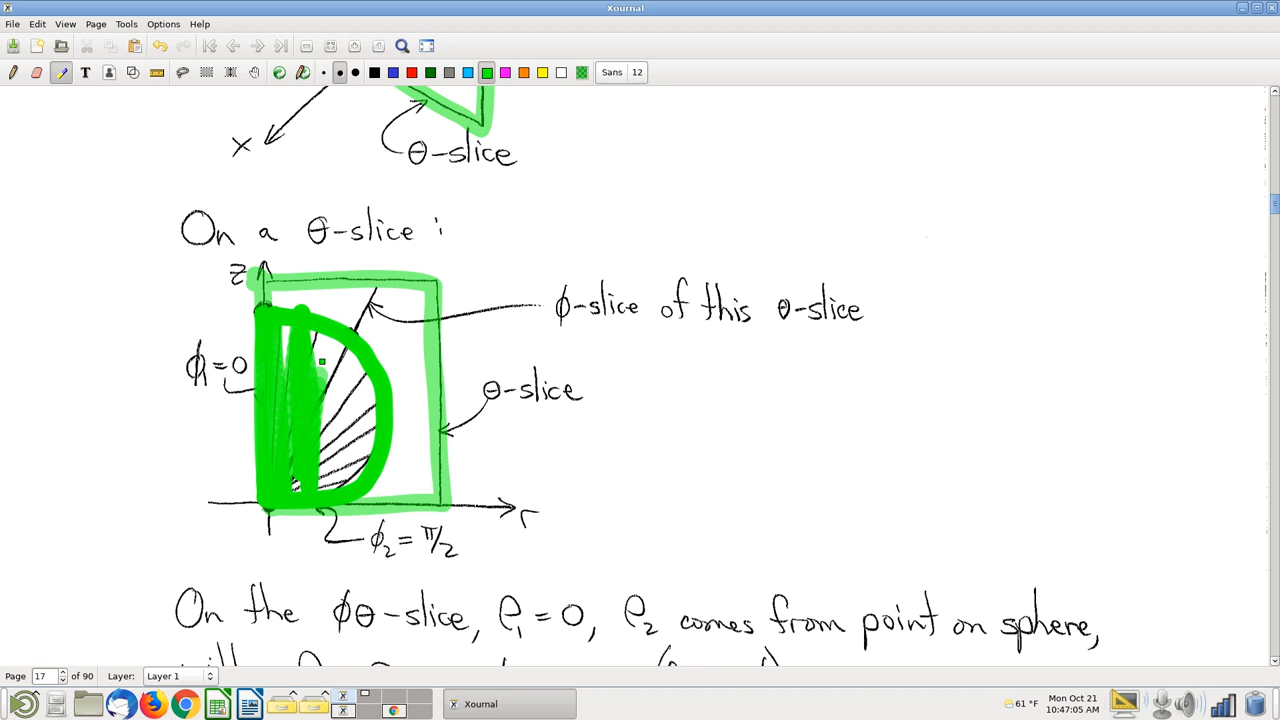 Xournal
File Edit View Page Tools Options Help
Sans 12
x
θ-slice
On a θ-slice :
z
ϕ-slice of this θ-slice
ϕ₁=0
θ-slice
r
ϕ₂ = π/2
On the ϕθ-slice, ρ₁=0, ρ₂ comes from point on sphere,
Page 17 of 90 Layer: Layer 1
Xournal
61 °F
Mon Oct 21
10:47:05 AM